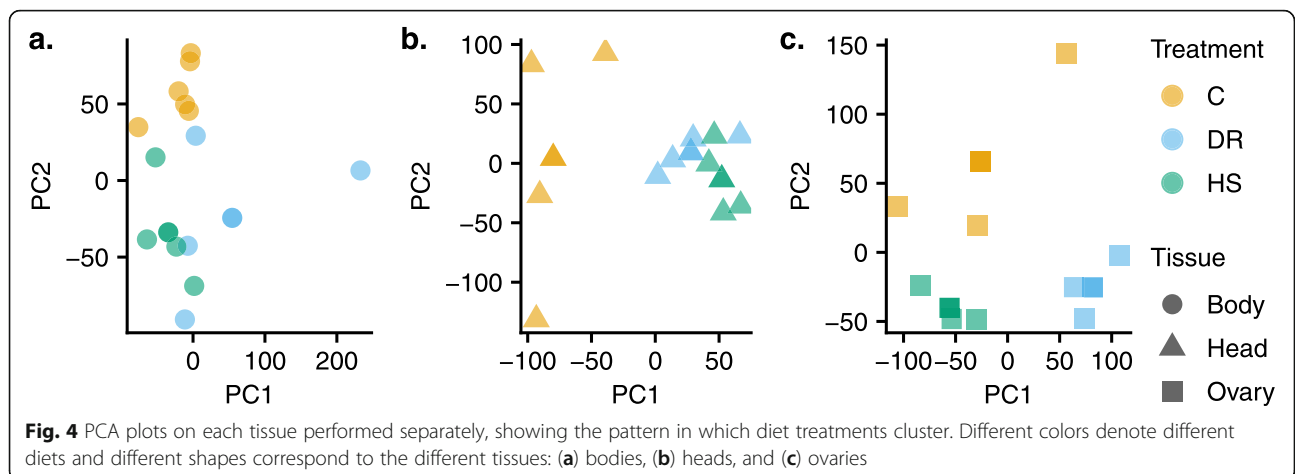 a.
50
0
−50
PC2
0 100 200
PC1
b.
100
50
0
−50
−100
PC2
−100 −50 0 50
PC1
c.
150
100
50
0
−50
PC2
−100 −50 0 50 100
PC1
Treatment
C
DR
HS
Tissue
Body
Head
Ovary
Fig. 4 PCA plots on each tissue performed separately, showing the pattern in which diet treatments cluster. Different colors denote different
diets and different shapes correspond to the different tissues: (a) bodies, (b) heads, and (c) ovaries